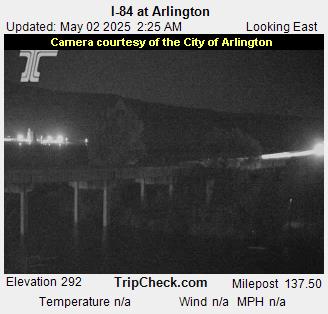 I-84 at Arlington
Updated: May 02 2025 2:25 AM Looking East
Camera courtesy of the City of Arlington
Elevation 292 TripCheck.com Milepost 137.50
Temperature n/a Wind n/a MPH n/a